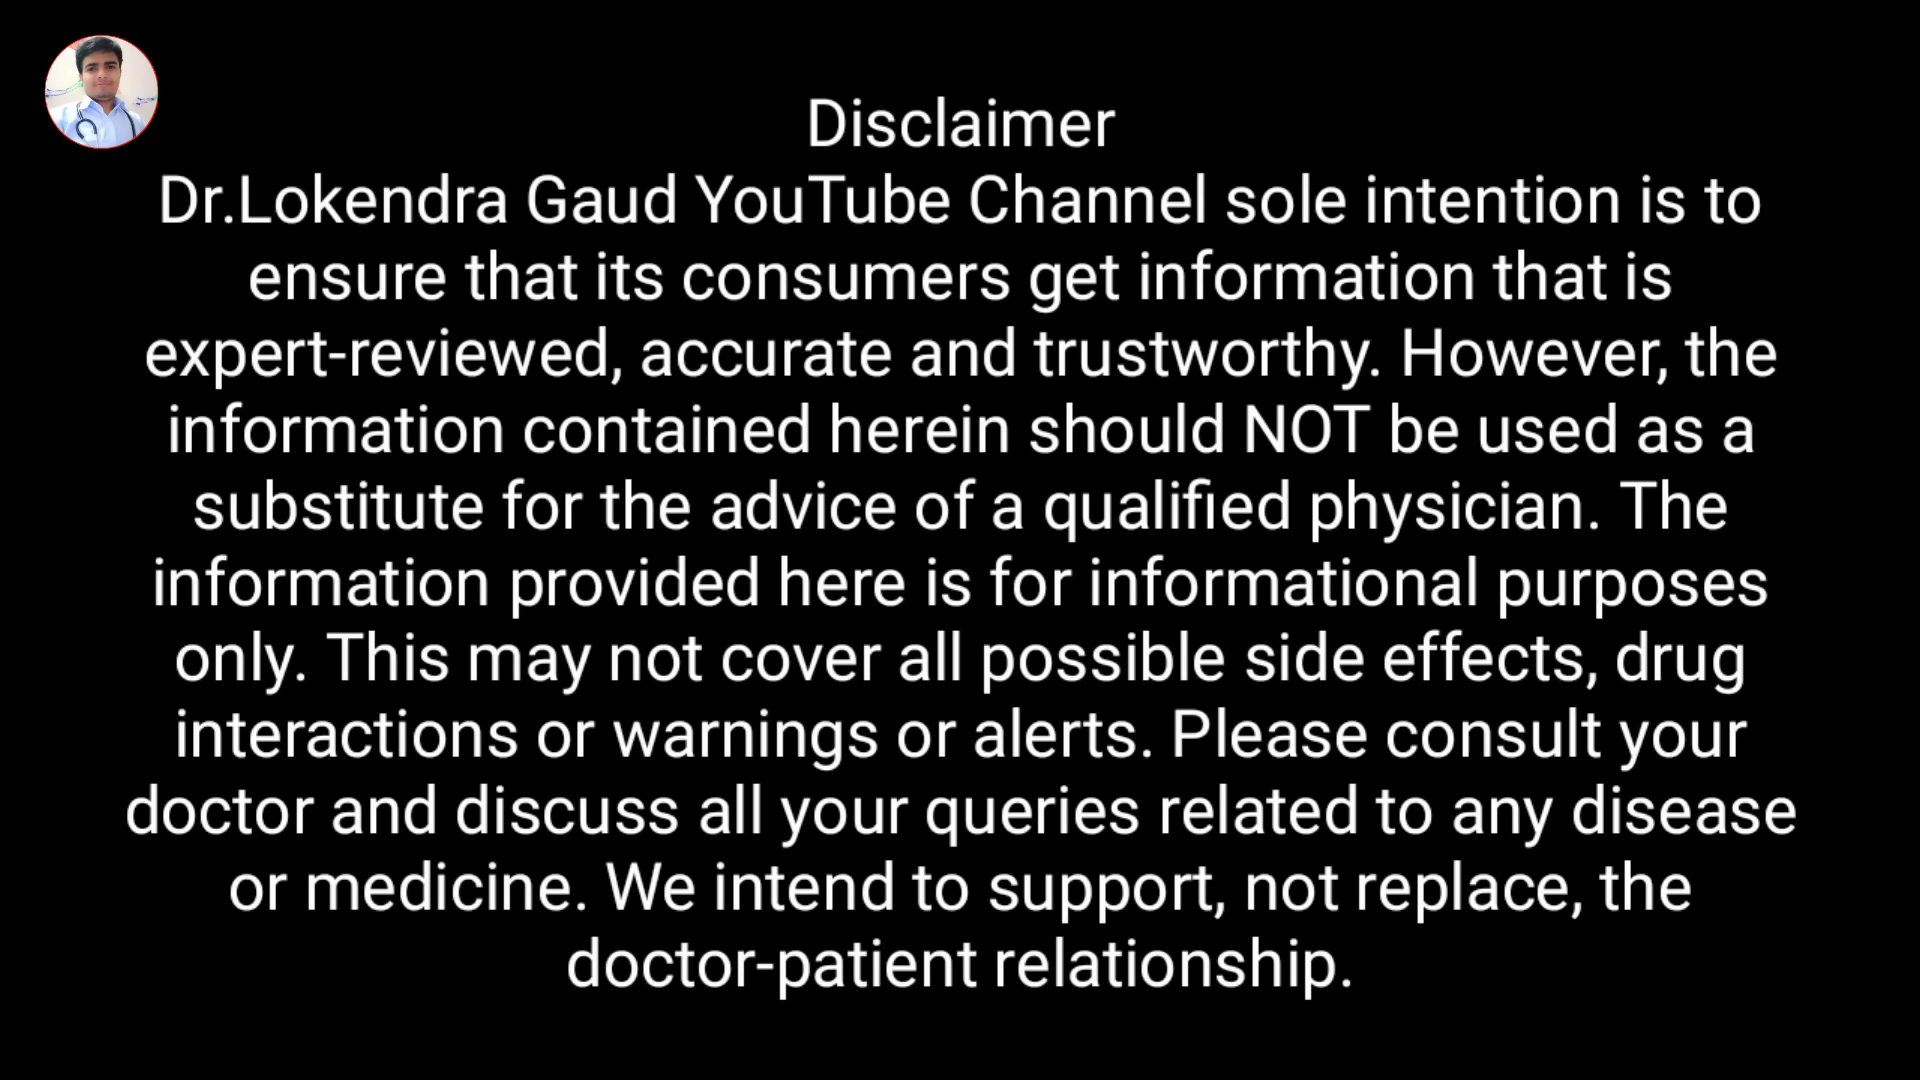 Disclaimer
Dr.Lokendra Gaud YouTube Channel sole intention is to
ensure that its consumers get information that is
expert-reviewed, accurate and trustworthy. However, the
information contained herein should NOT be used as a
substitute for the advice of a qualified physician. The
information provided here is for informational purposes
only. This may not cover all possible side effects, drug
interactions or warnings or alerts. Please consult your
doctor and discuss all your queries related to any disease
or medicine. We intend to support, not replace, the
doctor-patient relationship.